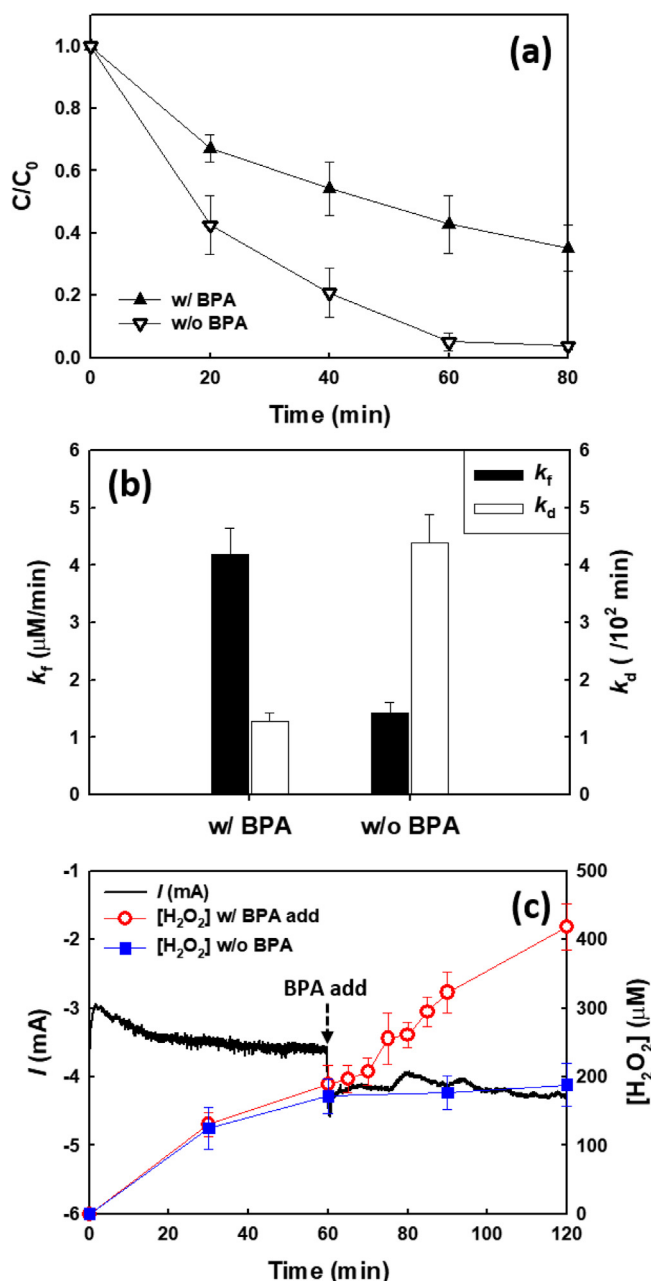 (a)
C/C0
1.0
0.8
0.6
0.4
0.2
0.0
w/ BPA
w/o BPA
0 20 40 60 80
Time (min)
(b)
kf
kd
kf (μM/min)
6
5
4
3
2
1
0
kd ( /10² min)
6
5
4
3
2
1
0
w/ BPA w/o BPA
(c)
I (mA)
[H2O2] w/ BPA add
[H2O2] w/o BPA
BPA add
I (mA)
-1
-2
-3
-4
-5
-6
[H2O2] (μM)
500
400
300
200
100
0
0 20 40 60 80 100 120
Time (min)